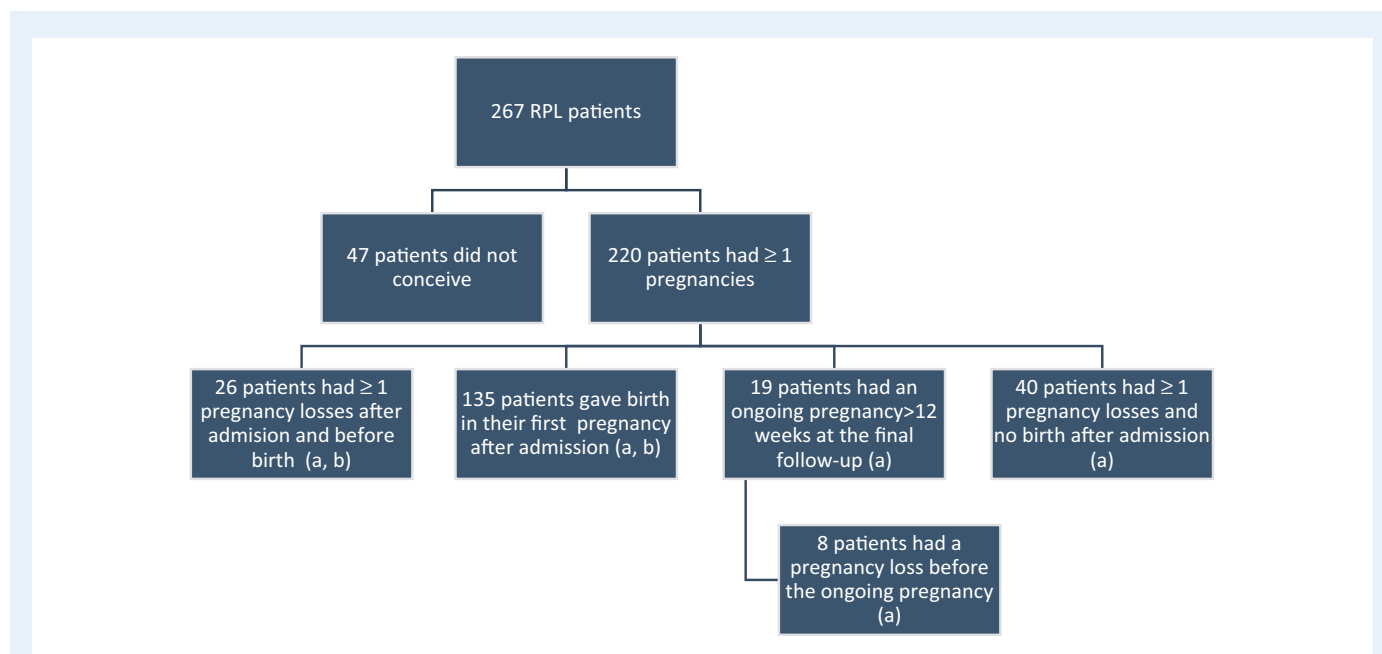 267 RPL patients
47 patients did not
conceive
220 patients had ≥ 1
pregnancies
26 patients had ≥ 1
pregnancy losses after
admision and before
birth (a, b)
135 patients gave birth
in their first pregnancy
after admission (a, b)
19 patients had an
ongoing pregnancy>12
weeks at the final
follow-up (a)
40 patients had ≥ 1
pregnancy losses and
no birth after admission
(a)
8 patients had a
pregnancy loss before
the ongoing pregnancy
(a)